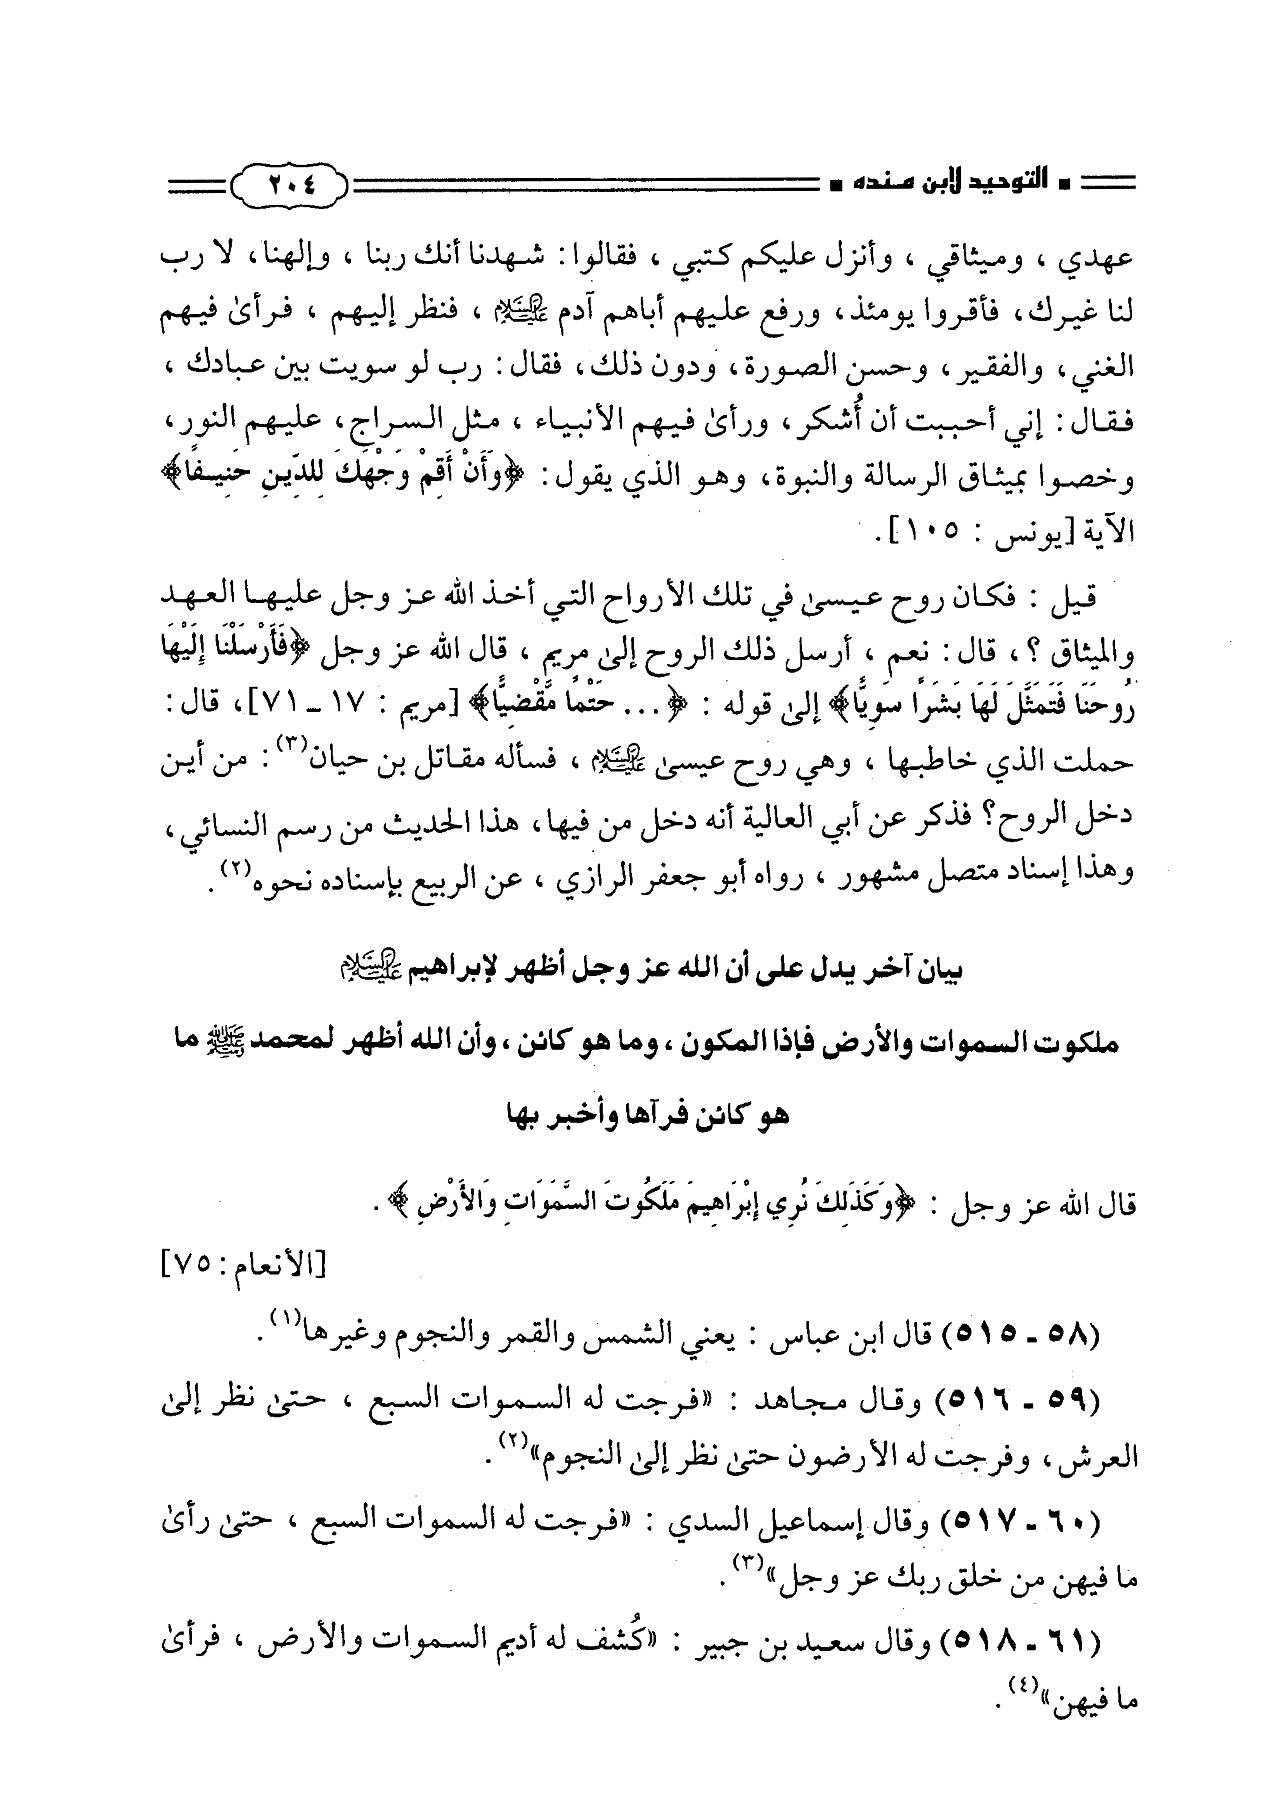 التوحيد لابن منده ٢٠٤
عهدي ، وميثاقي ، وأنزل عليكم كتبي ، فقالوا : شهدنا أنك ربنا ، وإلهنا، لا رب
لنا غيرك، فأقروا يومئذ، ورفع عليهم أباهم آدم عليه السلام ، فنظر إليهم ، فرأىٰ فيهم
الغني، والفقير، وحسن الصورة، ودون ذلك، فقال : رب لو سويت بين عبادك ،
فقال : إني أحببت أن أُشكر، ورأىٰ فيهم الأنبياء ، مثل السراج، عليهم النور،
وخصوا بميثاق الرسالة والنبوة، وهو الذي يقول : ﴿وَأَنْ أَقِمْ وَجْهَكَ لِلدِّينِ حَنِيفًا﴾
الآية [يونس : ١٠٥].
قيل : فكان روح عيسىٰ في تلك الأرواح التي أخذ الله عز وجل عليها العهد
والميثاق ؟، قال : نعم ، أرسل ذلك الروح إلىٰ مريم ، قال الله عز وجل ﴿فَأَرْسَلْنَا إِلَيْهَا
رُوحَنَا فَتَمَثَّلَ لَهَا بَشَرًا سَوِيًّا﴾ إلىٰ قوله : ﴿... حَتْمًا مَّقْضِيًّا﴾ [مريم : ١٧ ـ ٧١]، قال :
حملت الذي خاطبها ، وهي روح عيسىٰ عليه السلام ، فسأله مقاتل بن حيان(٣) : من أين
دخل الروح؟ فذكر عن أبي العالية أنه دخل من فيها، هذا الحديث من رسم النسائي،
وهذا إسناد متصل مشهور ، رواه أبو جعفر الرازي ، عن الربيع بإسناده نحوه(٢) .
بيان آخر يدل على أن الله عز وجل أظهر لإبراهيم عليه السلام
ملكوت السموات والأرض فإذا المكون ، وما هو كائن ، وأن الله أظهر لمحمد ﷺ ما
هو كائن فرآها وأخبر بها
قال الله عز وجل : ﴿وَكَذَلِكَ نُرِي إِبْرَاهِيمَ مَلَكُوتَ السَّمَوَاتِ وَالأَرْضِ ﴾ .
[الأنعام : ٧٥]
(٥٨ ـ ٥١٥) قال ابن عباس : يعني الشمس والقمر والنجوم وغيرها(١) .
(٥٩ ـ ٥١٦) وقال مجاهد : «فرجت له السموات السبع ، حتىٰ نظر إلىٰ
العرش، وفرجت له الأرضون حتىٰ نظر إلىٰ النجوم»(٢) .
(٦٠ ـ ٥١٧) وقال إسماعيل السدي : «فرجت له السموات السبع ، حتىٰ رأىٰ
ما فيهن من خلق ربك عز وجل»(٣) .
(٦١ ـ ٥١٨) وقال سعيد بن جبير : «كُشف له أديم السموات والأرض ، فرأىٰ
ما فيهن»(٤) .